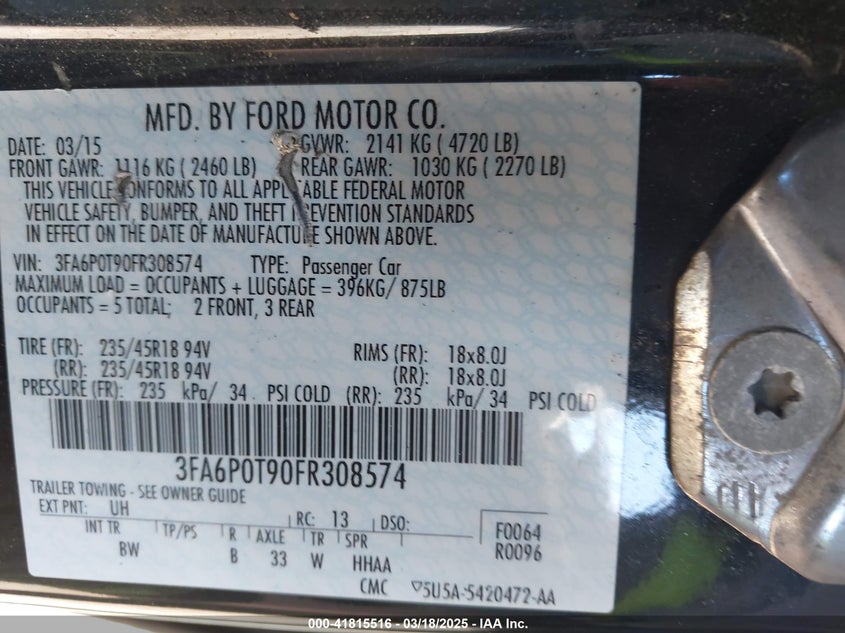 MFD. BY FORD MOTOR CO.
DATE: 03/15 GVWR: 2141 KG ( 4720 LB)
FRONT GAWR: 1116 KG ( 2460 LB) REAR GAWR: 1030 KG ( 2270 LB)
THIS VEHICLE CONFORMS TO ALL APPLICABLE FEDERAL MOTOR
VEHICLE SAFETY, BUMPER, AND THEFT PREVENTION STANDARDS
IN EFFECT ON THE DATE OF MANUFACTURE SHOWN ABOVE.
VIN: 3FA6P0T90FR308574 TYPE: Passenger Car
MAXIMUM LOAD = OCCUPANTS + LUGGAGE = 396KG/ 875LB
OCCUPANTS = 5 TOTAL; 2 FRONT, 3 REAR
TIRE (FR): 235/45R18 94V RIMS (FR): 18x8.0J
(RR): 235/45R18 94V (RR): 18x8.0J
PRESSURE (FR): 235 kPa/ 34 PSI COLD (RR): 235 kPa/ 34 PSI COLD
3FA6P0T90FR308574
TRAILER TOWING - SEE OWNER GUIDE
EXT PNT: UH RC: 13 DSO: F0064
INT TR TP/PS R AXLE TR SPR R0096
BW B 33 W HHAA
CMC 5U5A-5420472-AA
000-41815516 — 03/18/2025 — IAA Inc.